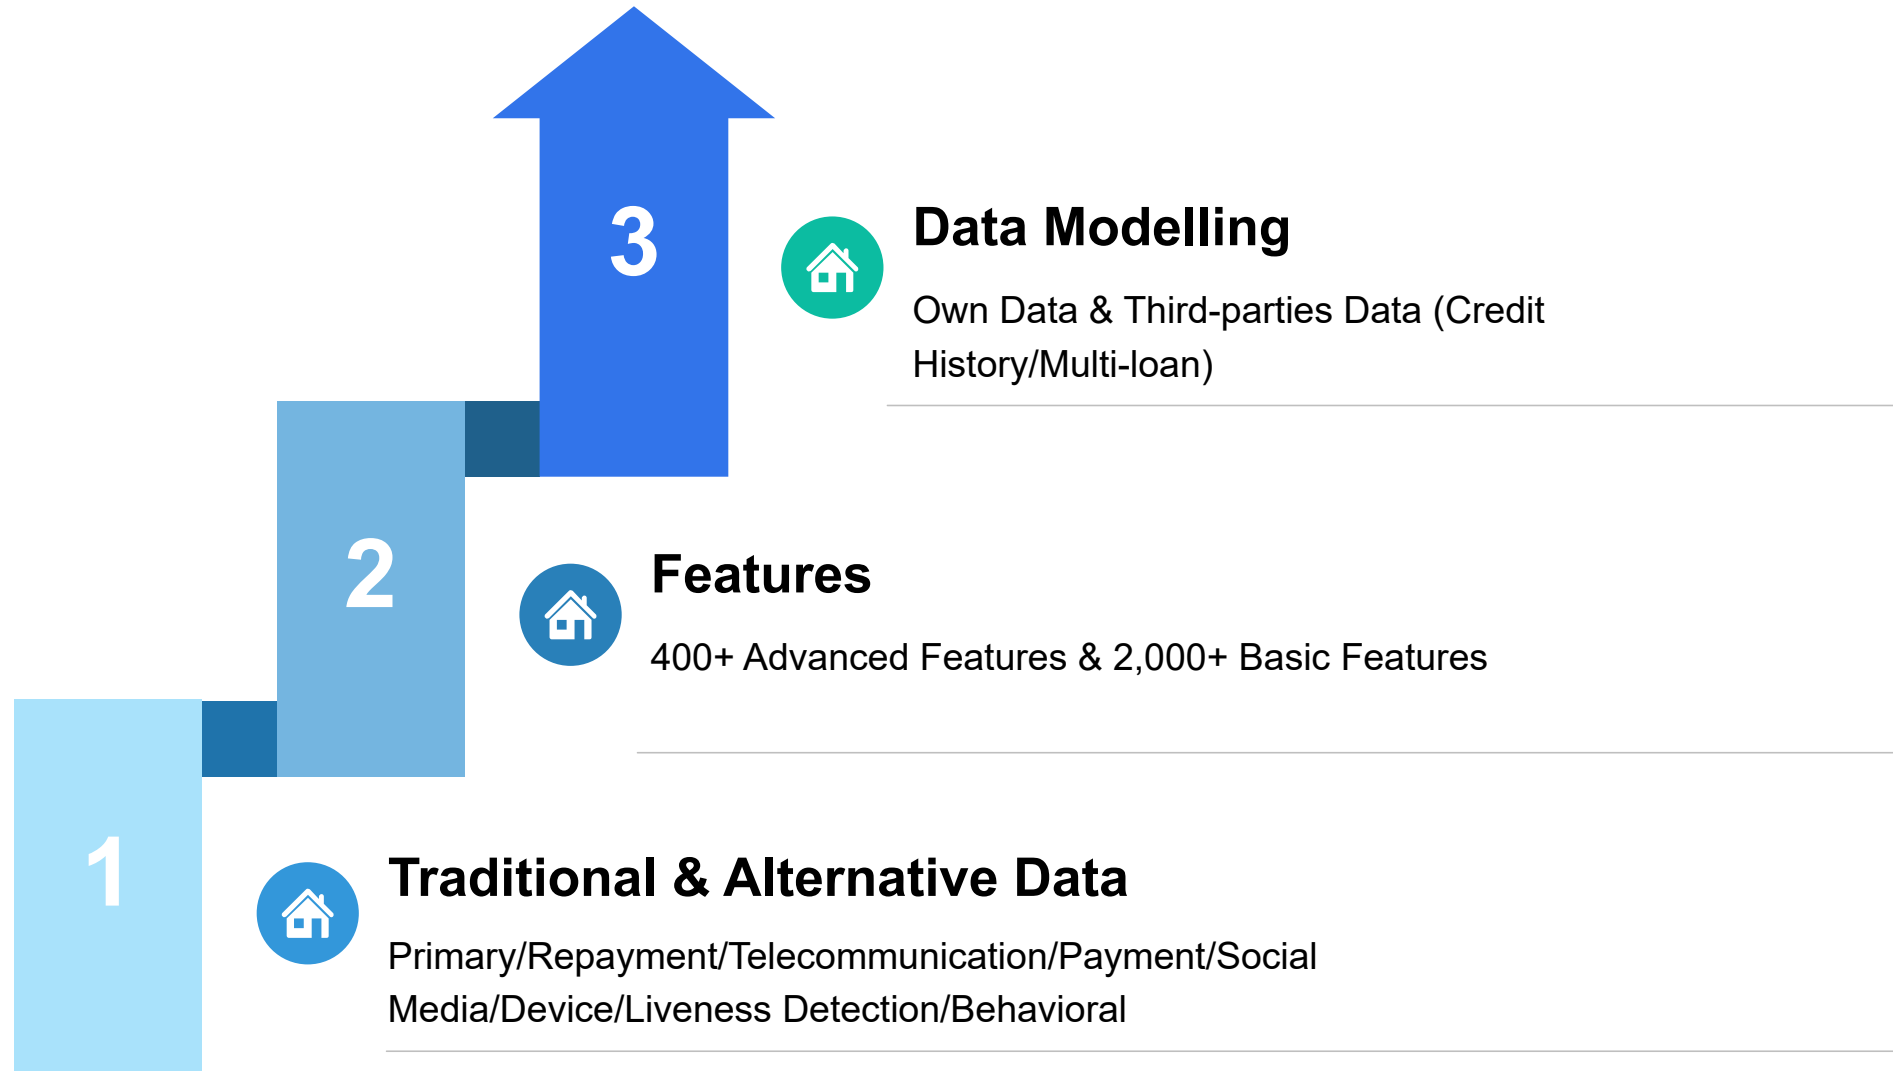 3
Data Modelling
Own Data & Third-parties Data (Credit
History/Multi-loan)
2
Features
400+ Advanced Features & 2,000+ Basic Features
1
Traditional & Alternative Data
Primary/Repayment/Telecommunication/Payment/Social
Media/Device/Liveness Detection/Behavioral